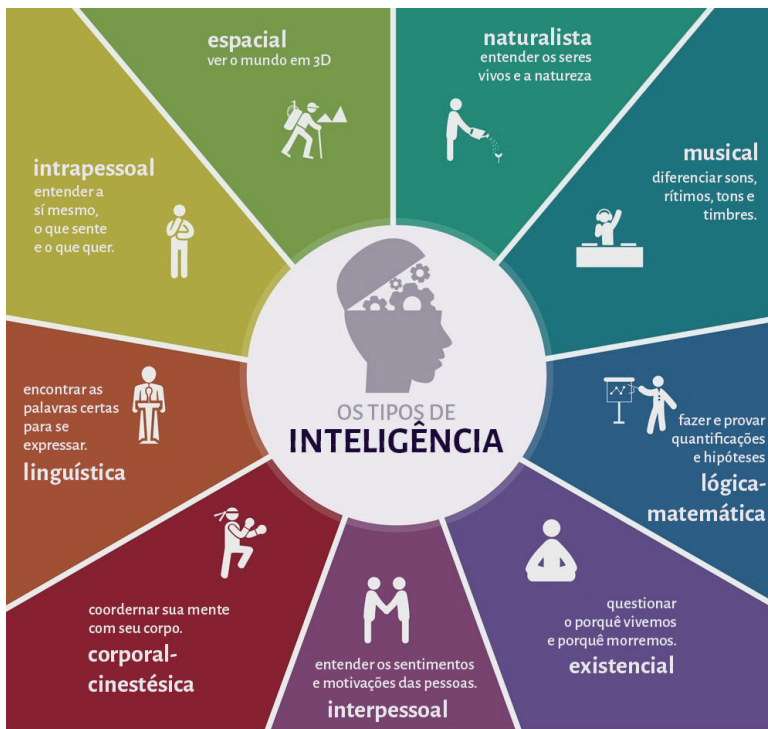 espacial
ver o mundo em 3D
naturalista
entender os seres
vivos e a natureza
musical
diferenciar sons,
rítimos, tons e
timbres.
intrapessoal
entender a
sí mesmo,
o que sente
e o que quer.
OS TIPOS DE
INTELIGÊNCIA
encontrar as
palavras certas
para se
expressar.
linguística
fazer e provar
quantificações
e hipóteses
lógica-
matemática
coordernar sua mente
com seu corpo.
corporal-
cinestésica
entender os sentimentos
e motivações das pessoas.
interpessoal
questionar
o porquê vivemos
e porquê morremos.
existencial